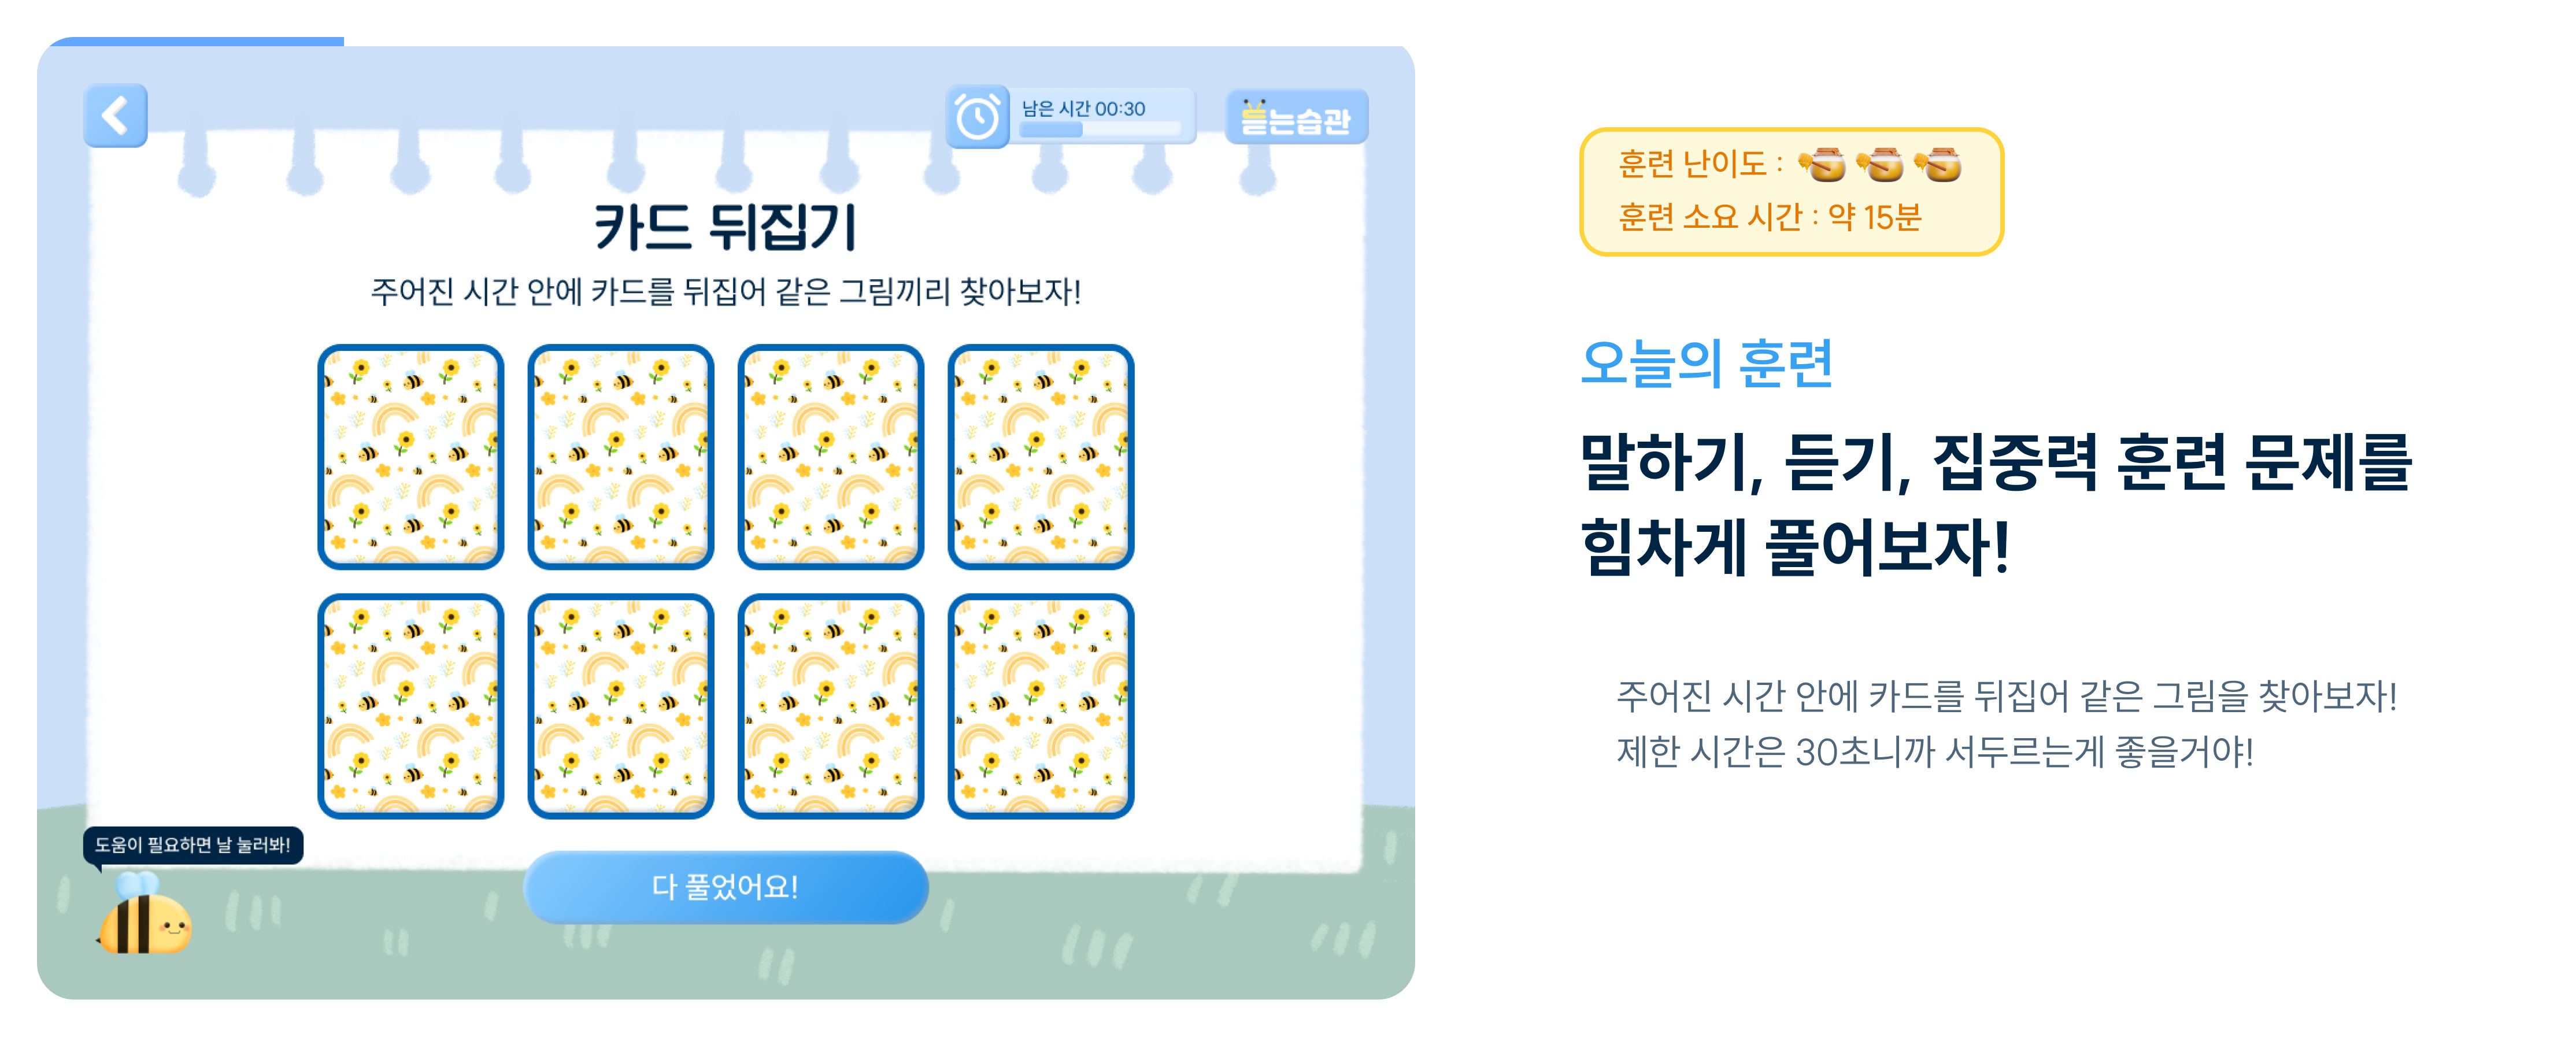 남은 시간 00:30
듣는습관
카드 뒤집기
주어진 시간 안에 카드를 뒤집어 같은 그림끼리 찾아보자!
도움이 필요하면 날 눌러봐!
다 풀었어요!
훈련 난이도 :
훈련 소요 시간 : 약 15분
오늘의 훈련
말하기, 듣기, 집중력 훈련 문제를
힘차게 풀어보자!
주어진 시간 안에 카드를 뒤집어 같은 그림을 찾아보자!
제한 시간은 30초니까 서두르는게 좋을거야!